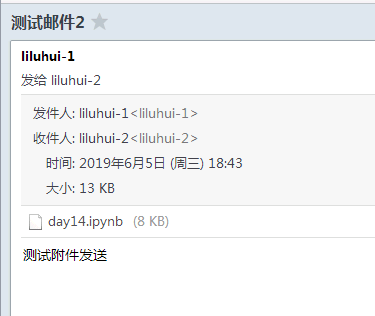 测试邮件2
liluhui-1
发给 liluhui-2
发件人: liluhui-1<liluhui-1>
收件人: liluhui-2<liluhui-2>
时间: 2019年6月5日 (周三) 18:43
大小: 13 KB
day14.ipynb (8 KB)
测试附件发送